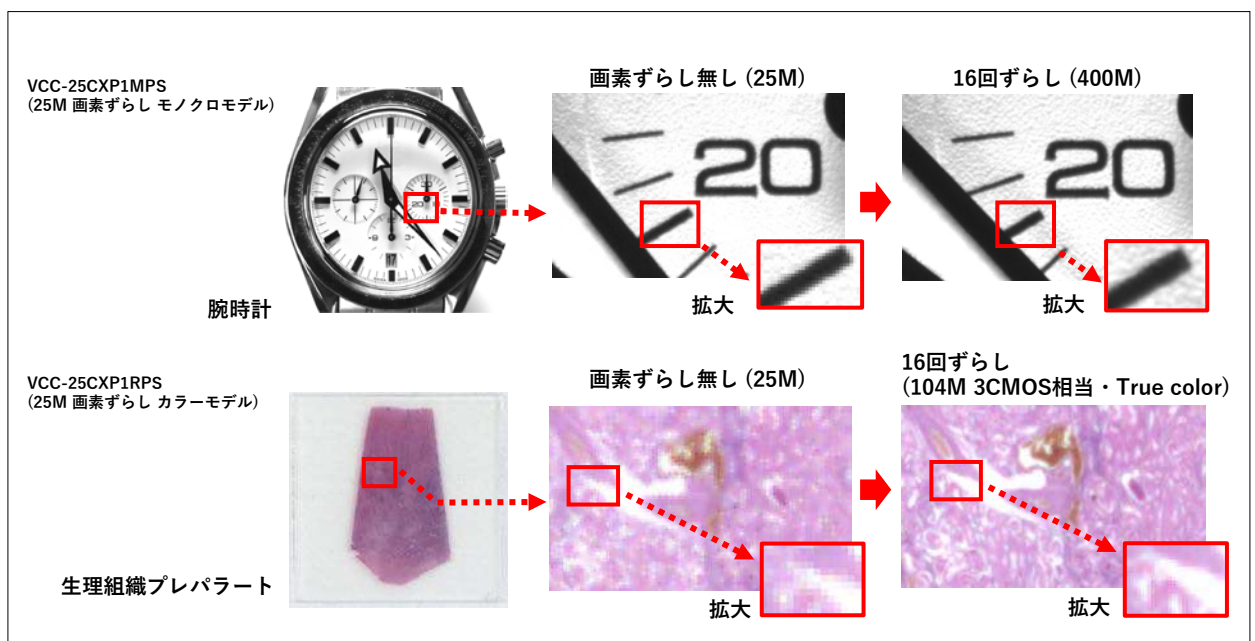 VCC-25CXP1MPS
(25M 画素ずらし モノクロモデル)
画素ずらし無し (25M)
16回ずらし (400M)
20
20
20
腕時計
拡大
拡大
VCC-25CXP1RPS
(25M 画素ずらし カラーモデル)
画素ずらし無し (25M)
16回ずらし
(104M 3CMOS相当・True color)
生理組織プレパラート
拡大
拡大